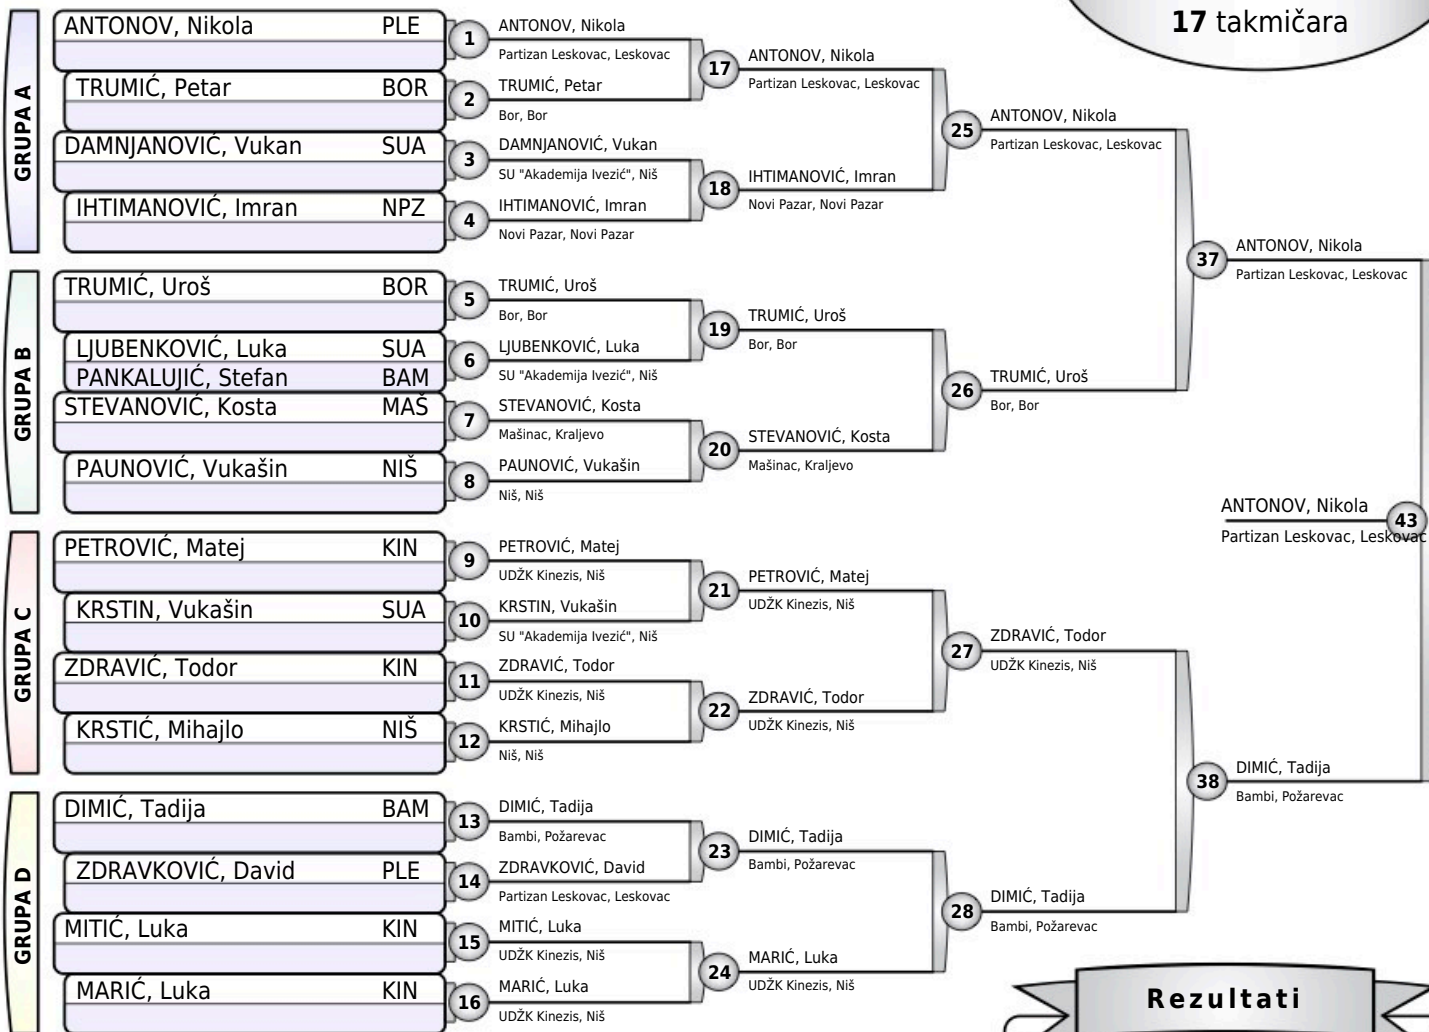 17 takmičara
GRUPA A
ANTONOV, Nikola PLE
TRUMIĆ, Petar BOR
DAMNJANOVIĆ, Vukan SUA
IHTIMANOVIĆ, Imran NPZ
GRUPA B
TRUMIĆ, Uroš BOR
LJUBENKOVIĆ, Luka SUA
PANKALUJIĆ, Stefan BAM
STEVANOVIĆ, Kosta MAŠ
PAUNOVIĆ, Vukašin NIŠ
GRUPA C
PETROVIĆ, Matej KIN
KRSTIN, Vukašin SUA
ZDRAVIĆ, Todor KIN
KRSTIĆ, Mihajlo NIŠ
GRUPA D
DIMIĆ, Tadija BAM
ZDRAVKOVIĆ, David PLE
MITIĆ, Luka KIN
MARIĆ, Luka KIN
1 ANTONOV, Nikola
Partizan Leskovac, Leskovac
2 TRUMIĆ, Petar
Bor, Bor
3 DAMNJANOVIĆ, Vukan
SU "Akademija Ivezić", Niš
4 IHTIMANOVIĆ, Imran
Novi Pazar, Novi Pazar
5 TRUMIĆ, Uroš
Bor, Bor
6 LJUBENKOVIĆ, Luka
SU "Akademija Ivezić", Niš
7 STEVANOVIĆ, Kosta
Mašinac, Kraljevo
8 PAUNOVIĆ, Vukašin
Niš, Niš
9 PETROVIĆ, Matej
UDŽK Kinezis, Niš
10 KRSTIN, Vukašin
SU "Akademija Ivezić", Niš
11 ZDRAVIĆ, Todor
UDŽK Kinezis, Niš
12 KRSTIĆ, Mihajlo
Niš, Niš
13 DIMIĆ, Tadija
Bambi, Požarevac
14 ZDRAVKOVIĆ, David
Partizan Leskovac, Leskovac
15 MITIĆ, Luka
UDŽK Kinezis, Niš
16 MARIĆ, Luka
UDŽK Kinezis, Niš
17 ANTONOV, Nikola
Partizan Leskovac, Leskovac
18 IHTIMANOVIĆ, Imran
Novi Pazar, Novi Pazar
19 TRUMIĆ, Uroš
Bor, Bor
20 STEVANOVIĆ, Kosta
Mašinac, Kraljevo
21 PETROVIĆ, Matej
UDŽK Kinezis, Niš
22 ZDRAVIĆ, Todor
UDŽK Kinezis, Niš
23 DIMIĆ, Tadija
Bambi, Požarevac
24 MARIĆ, Luka
UDŽK Kinezis, Niš
25 ANTONOV, Nikola
Partizan Leskovac, Leskovac
26 TRUMIĆ, Uroš
Bor, Bor
27 ZDRAVIĆ, Todor
UDŽK Kinezis, Niš
28 DIMIĆ, Tadija
Bambi, Požarevac
37 ANTONOV, Nikola
Partizan Leskovac, Leskovac
38 DIMIĆ, Tadija
Bambi, Požarevac
ANTONOV, Nikola 43
Partizan Leskovac, Leskovac
Rezultati